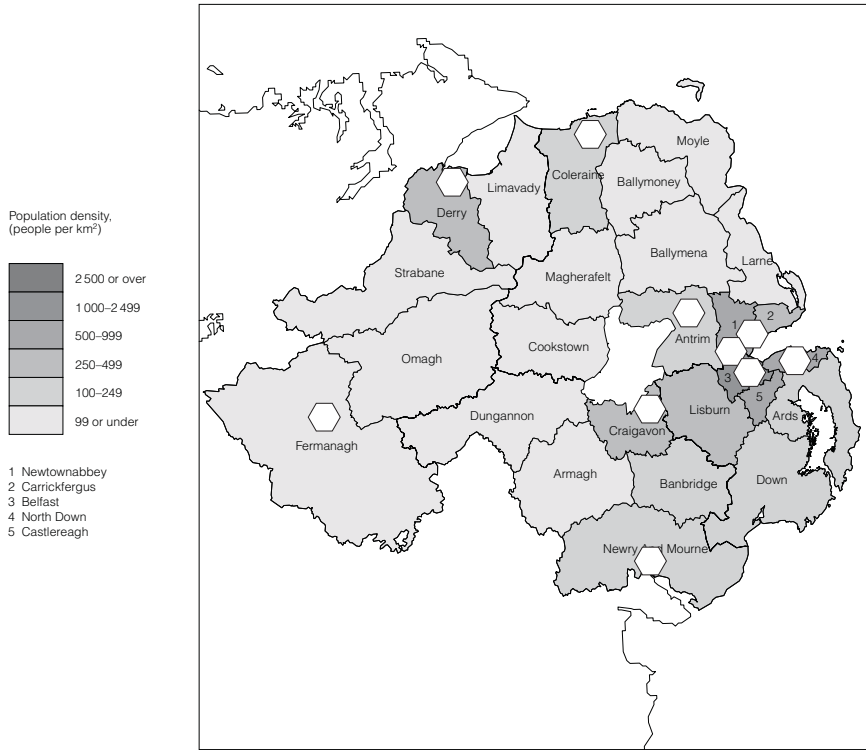 Population density,
(people per km²)
2 500 or over
1 000–2 499
500–999
250–499
100–249
99 or under
1 Newtownabbey
2 Carrickfergus
3 Belfast
4 North Down
5 Castlereagh
Moyle
Coleraine
Ballymoney
Limavady
Derry
Ballymena
Larne
Strabane
Magherafelt
1
2
Antrim
Cookstown
Omagh
3
4
5
Lisburn
Ards
Dungannon
Craigavon
Fermanagh
Armagh
Banbridge
Down
Newry And Mourne